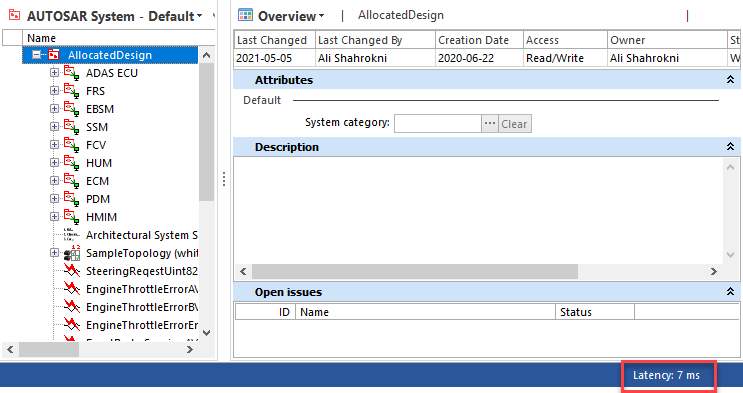 AUTOSAR System - Default
Name
AllocatedDesign
ADAS ECU
FRS
EBSM
SSM
FCV
HUM
ECM
PDM
HMIM
Architectural System S
SampleTopology (whit
SteeringReqestUint82
EngineThrottleErrorAV
EngineThrottleErrorBV
EngineThrottleErrorEr
Overview | AllocatedDesign |
Last Changed Last Changed By Creation Date Access Owner St
2021-05-05 Ali Shahrokni 2020-06-22 Read/Write Ali Shahrokni W
Attributes
Default
System category: ... Clear
Description
Open issues
ID Name Status
Latency: 7 ms